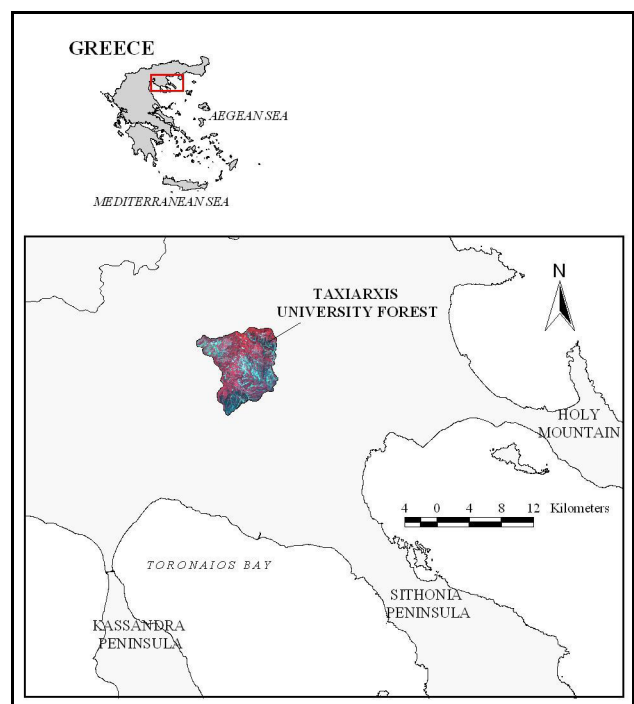 GREECE
AEGEAN SEA
MEDITERRANEAN SEA
N
TAXIARXIS
UNIVERSITY FOREST
HOLY
MOUNTAIN
4 0 4 8 12 Kilometers
TORONAIOS BAY
SITHONIA
PENINSULA
KASSANDRA
PENINSULA